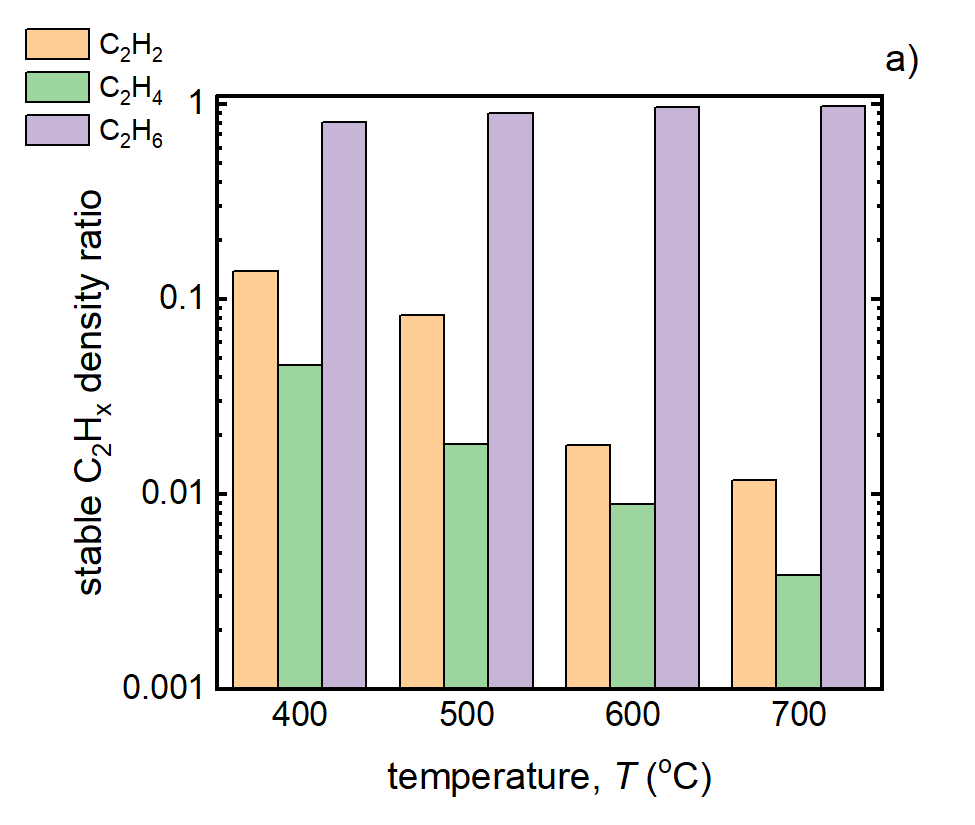 C₂H₂
C₂H₄
C₂H₆
a)
stable C₂Hₓ density ratio
1
0.1
0.01
0.001
400 500 600 700
temperature, T (°C)